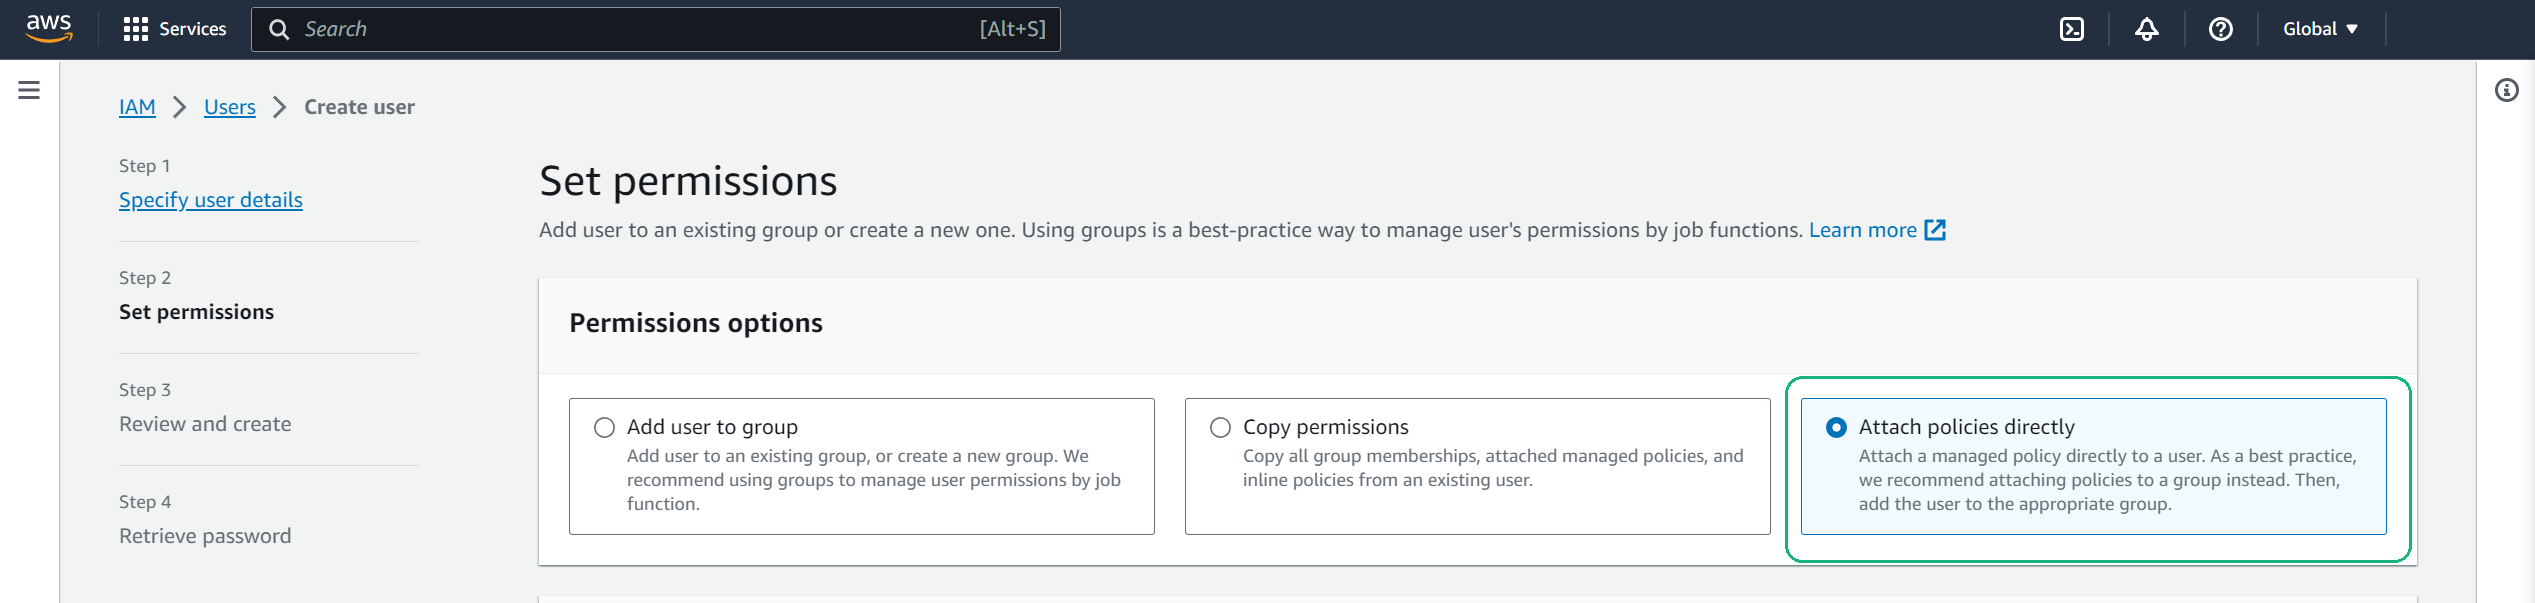 aws Services Search [Alt+S] Global
IAM Users Create user
Step 1
Specify user details
Step 2
Set permissions
Step 3
Review and create
Step 4
Retrieve password
Set permissions
Add user to an existing group or create a new one. Using groups is a best-practice way to manage user's permissions by job functions. Learn more
Permissions options
Add user to group
Add user to an existing group, or create a new group. We
recommend using groups to manage user permissions by job
function.
Copy permissions
Copy all group memberships, attached managed policies, and
inline policies from an existing user.
Attach policies directly
Attach a managed policy directly to a user. As a best practice,
we recommend attaching policies to a group instead. Then,
add the user to the appropriate group.